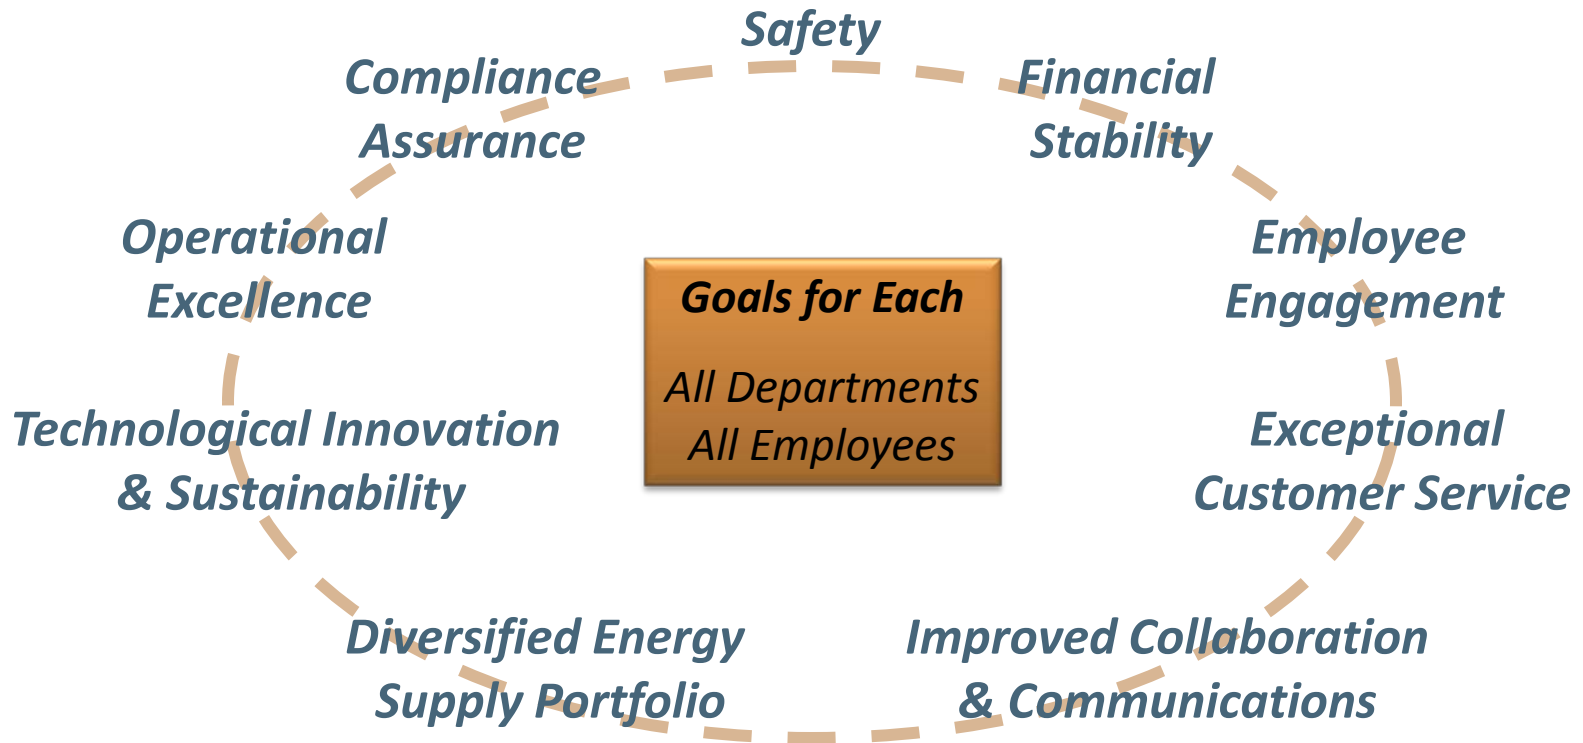 Safety
Compliance
Assurance
Financial
Stability
Operational
Excellence
Employee
Engagement
Goals for Each
All Departments
All Employees
Technological Innovation
& Sustainability
Exceptional
Customer Service
Diversified Energy
Supply Portfolio
Improved Collaboration
& Communications